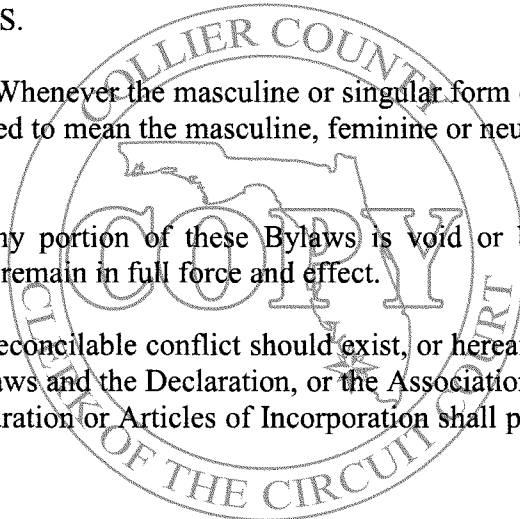 S.
Whenever the masculine or singular form
ed to mean the masculine, feminine or neu
ny portion of these Bylaws is void or
remain in full force and effect.
econcilable conflict should exist, or herea
aws and the Declaration, or the Association
aration or Articles of Incorporation shall p
COLLIER COUNTY
COPY
CLERK OF THE CIRCUIT COURT